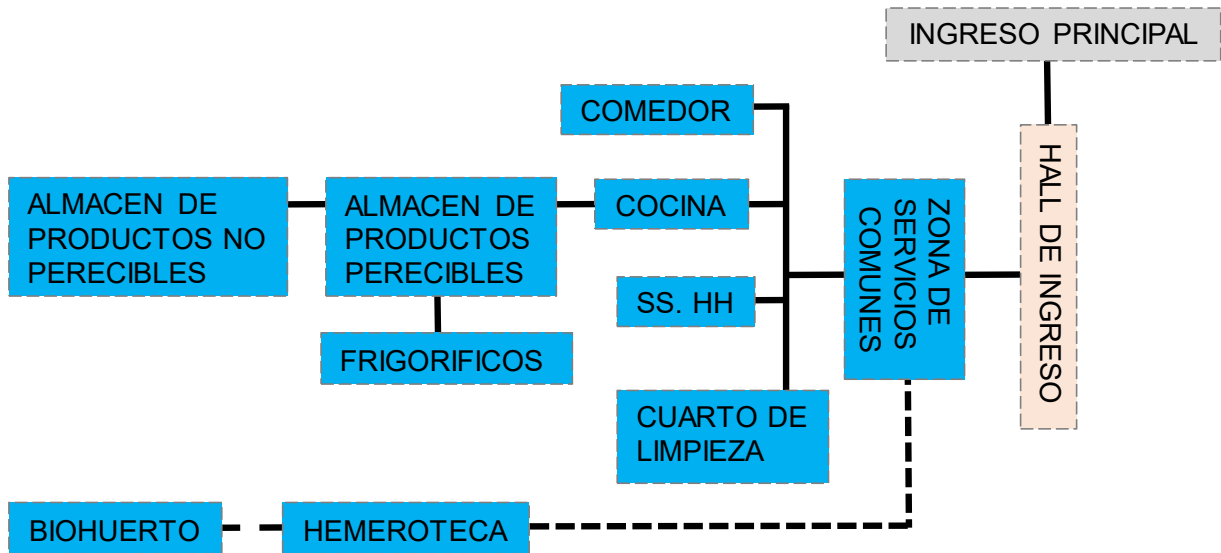 INGRESO PRINCIPAL
HALL DE INGRESO
ZONA DE
SERVICIOS
COMUNES
COMEDOR
COCINA
SS. HH
CUARTO DE
LIMPIEZA
ALMACEN DE
PRODUCTOS
PERECIBLES
FRIGORIFICOS
ALMACEN DE
PRODUCTOS NO
PERECIBLES
HEMEROTECA
BIOHUERTO